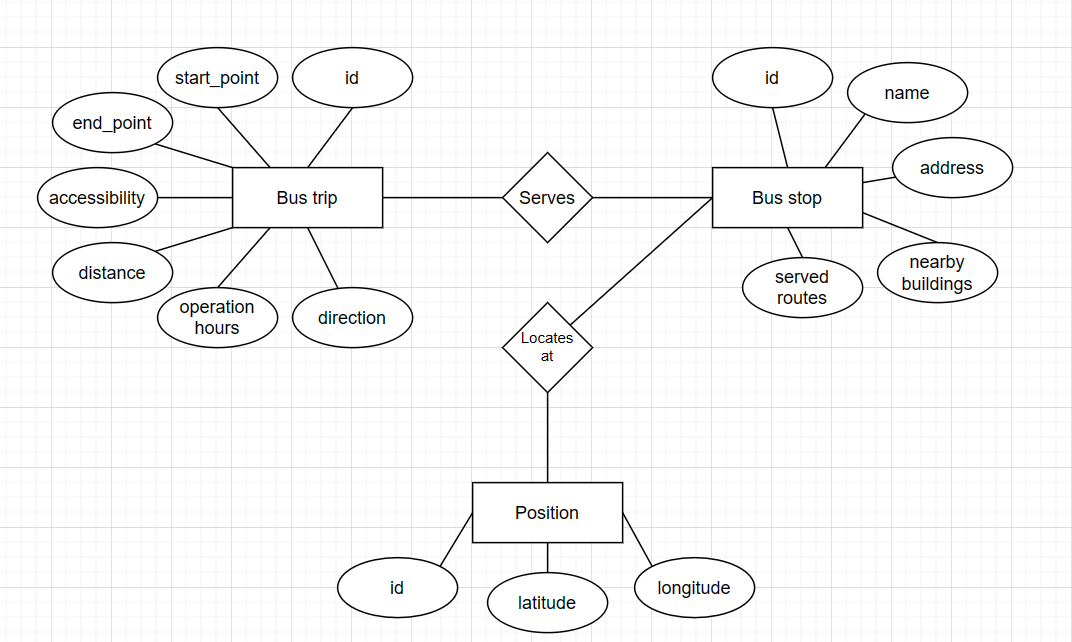 start_point
id
id
name
end_point
address
accessibility
Bus trip
Serves
Bus stop
distance
nearby
buildings
served
routes
operation
hours
direction
Locates
at
Position
id
latitude
longitude